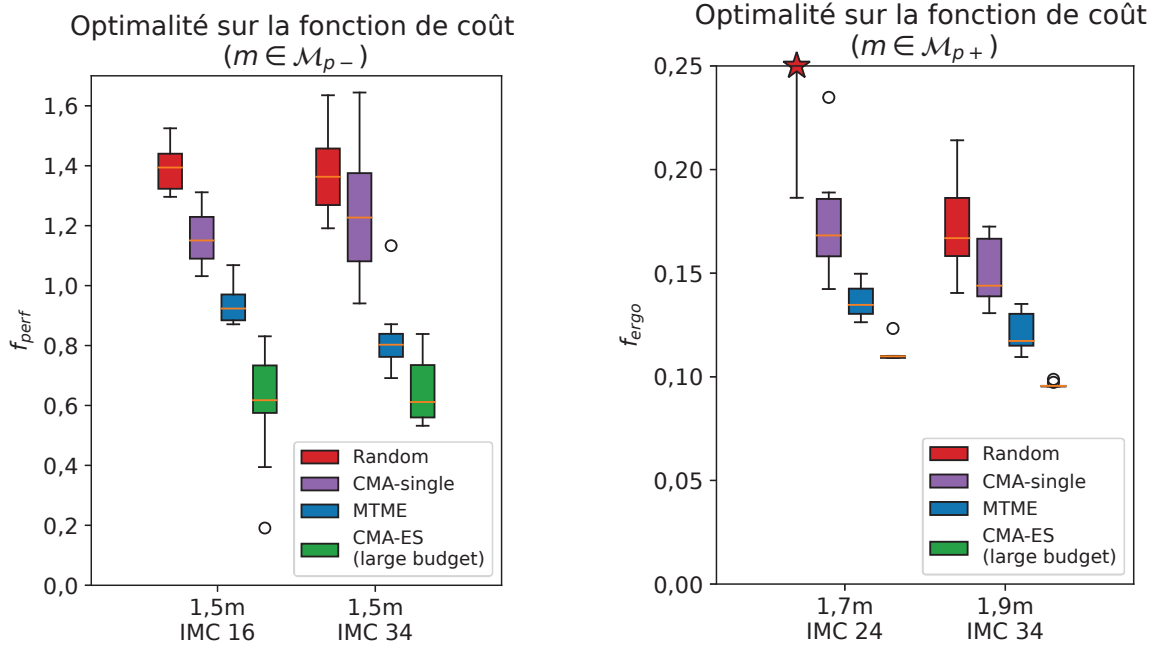 Optimalité sur la fonction de coût
(m ∈ ℳp−)
1,6
1,4
1,2
1,0
0,8
0,6
0,4
0,2
0,0
fperf
Random
CMA-single
MTME
CMA-ES
(large budget)
1,5m
IMC 16
1,5m
IMC 34
Optimalité sur la fonction de coût
(m ∈ ℳp+)
0,25
0,20
0,15
0,10
0,05
0,00
fergo
Random
CMA-single
MTME
CMA-ES
(large budget)
1,7m
IMC 24
1,9m
IMC 34